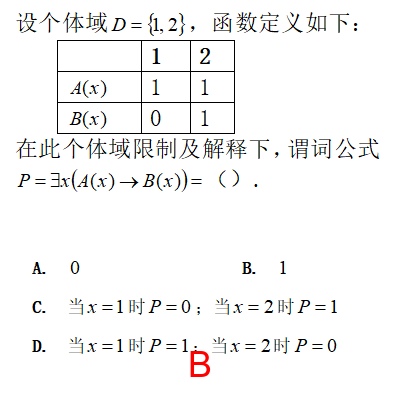 设个体域 D = {1, 2}，函数定义如下：
1 2
A(x) 1 1
B(x) 0 1
在此个体域限制及解释下，谓词公式
P = ∃x(A(x) → B(x)) = （）．
A. 0 B. 1
C. 当 x = 1 时 P = 0；当 x = 2 时 P = 1
D. 当 x = 1 时 P = 1；当 x = 2 时 P = 0
B